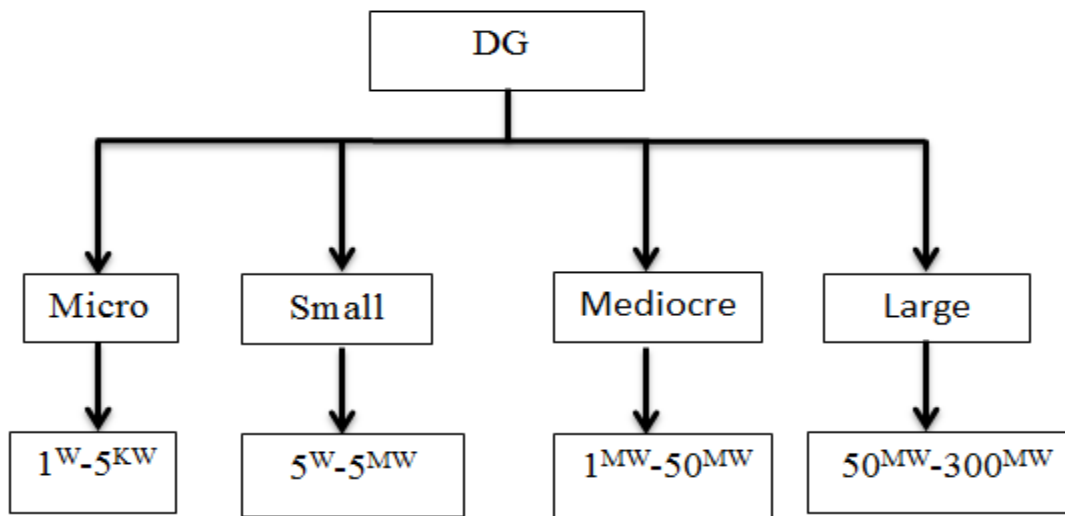 DG
Micro
Small
Mediocre
Large
1ᵂ-5ᴷᵂ
5ᵂ-5ᴹᵂ
1ᴹᵂ-50ᴹᵂ
50ᴹᵂ-300ᴹᵂ